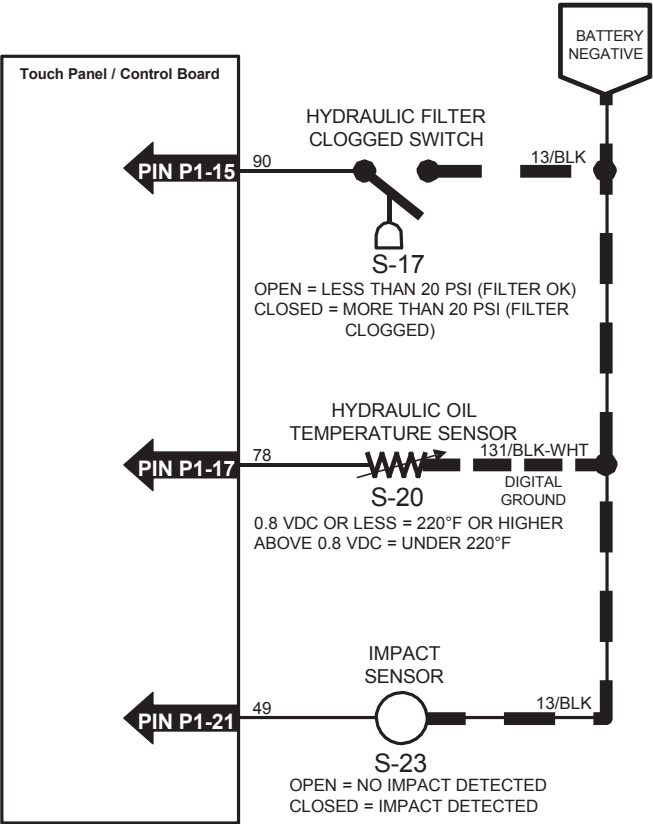 BATTERY
NEGATIVE
Touch Panel / Control Board
HYDRAULIC FILTER
CLOGGED SWITCH
PIN P1-15
90
13/BLK
S-17
OPEN = LESS THAN 20 PSI (FILTER OK)
CLOSED = MORE THAN 20 PSI (FILTER
CLOGGED)
HYDRAULIC OIL
TEMPERATURE SENSOR
PIN P1-17
78
131/BLK-WHT
DIGITAL
GROUND
S-20
0.8 VDC OR LESS = 220°F OR HIGHER
ABOVE 0.8 VDC = UNDER 220°F
IMPACT
SENSOR
PIN P1-21
49
13/BLK
S-23
OPEN = NO IMPACT DETECTED
CLOSED = IMPACT DETECTED